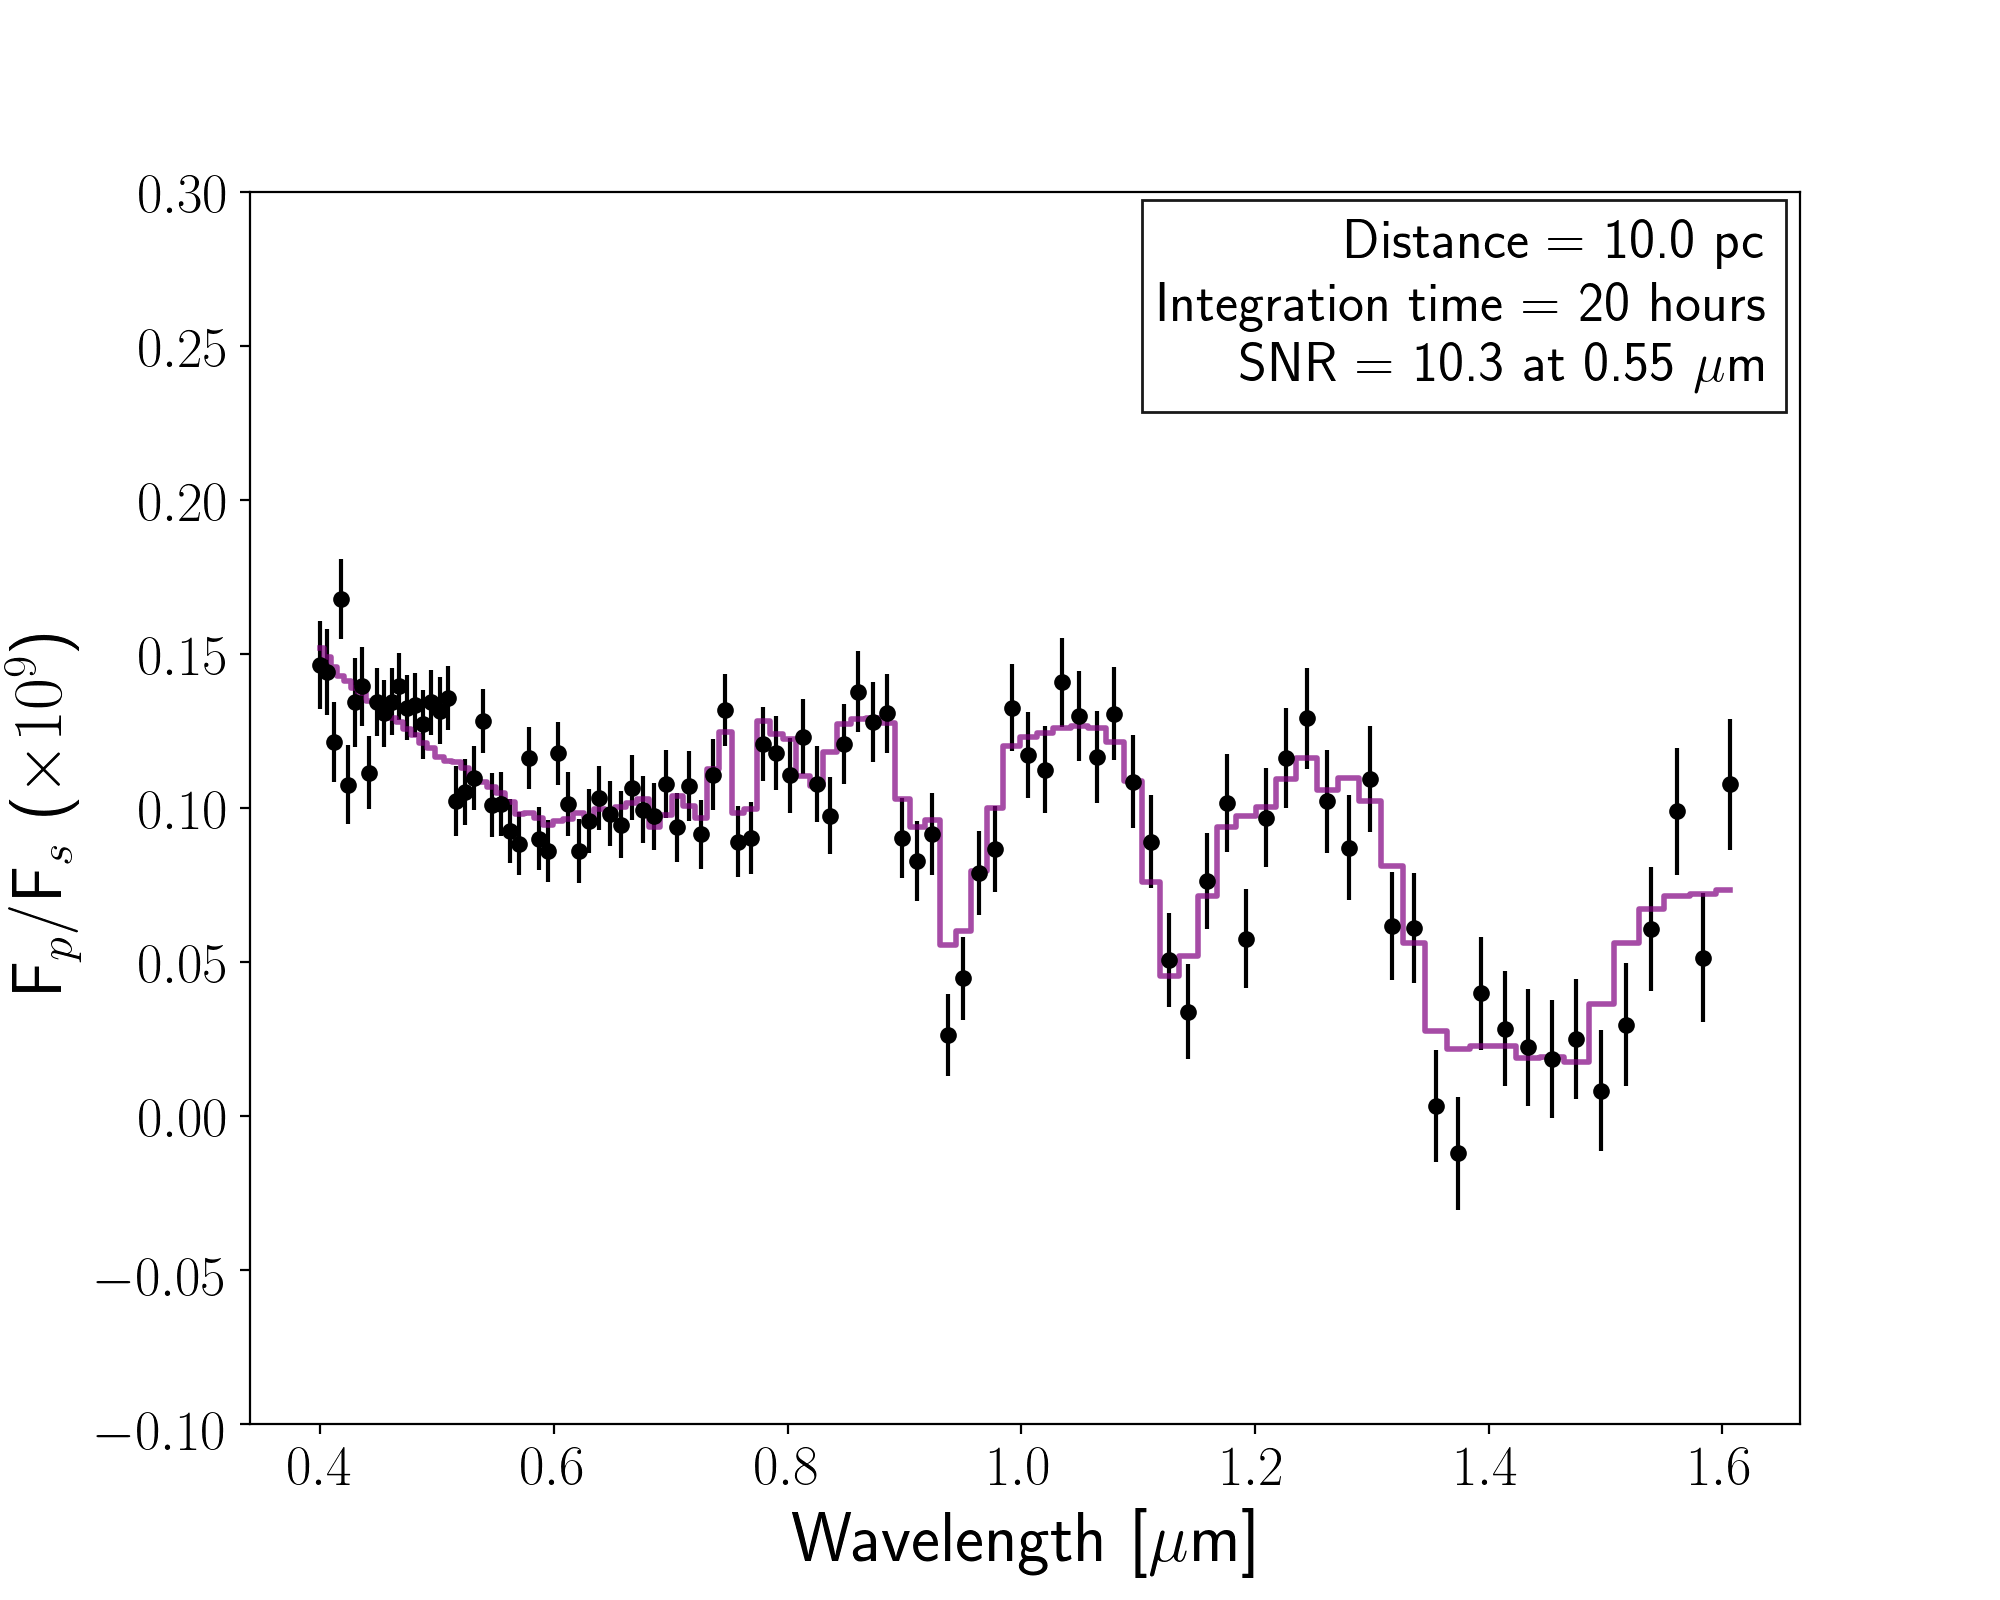 Distance = 10.0 pc
Integration time = 20 hours
SNR = 10.3 at 0.55 μm
0.30
0.25
0.20
0.15
0.10
0.05
0.00
−0.05
−0.10
F_p/F_s (×10^9)
0.4 0.6 0.8 1.0 1.2 1.4 1.6
Wavelength [μm]